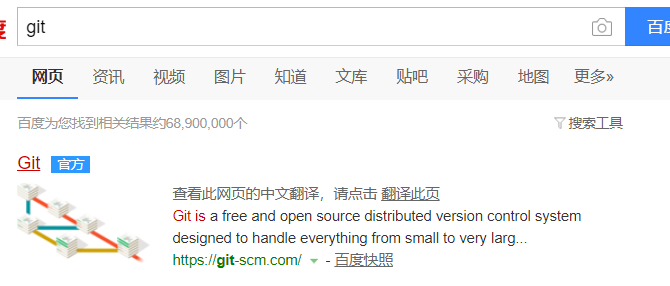 git
百度
网页 资讯 视频 图片 知道 文库 贴吧 采购 地图 更多»
百度为您找到相关结果约68,900,000个 搜索工具
Git 官方
查看此网页的中文翻译，请点击 翻译此页
Git is a free and open source distributed version control system
designed to handle everything from small to very larg...
https://git-scm.com/ - 百度快照